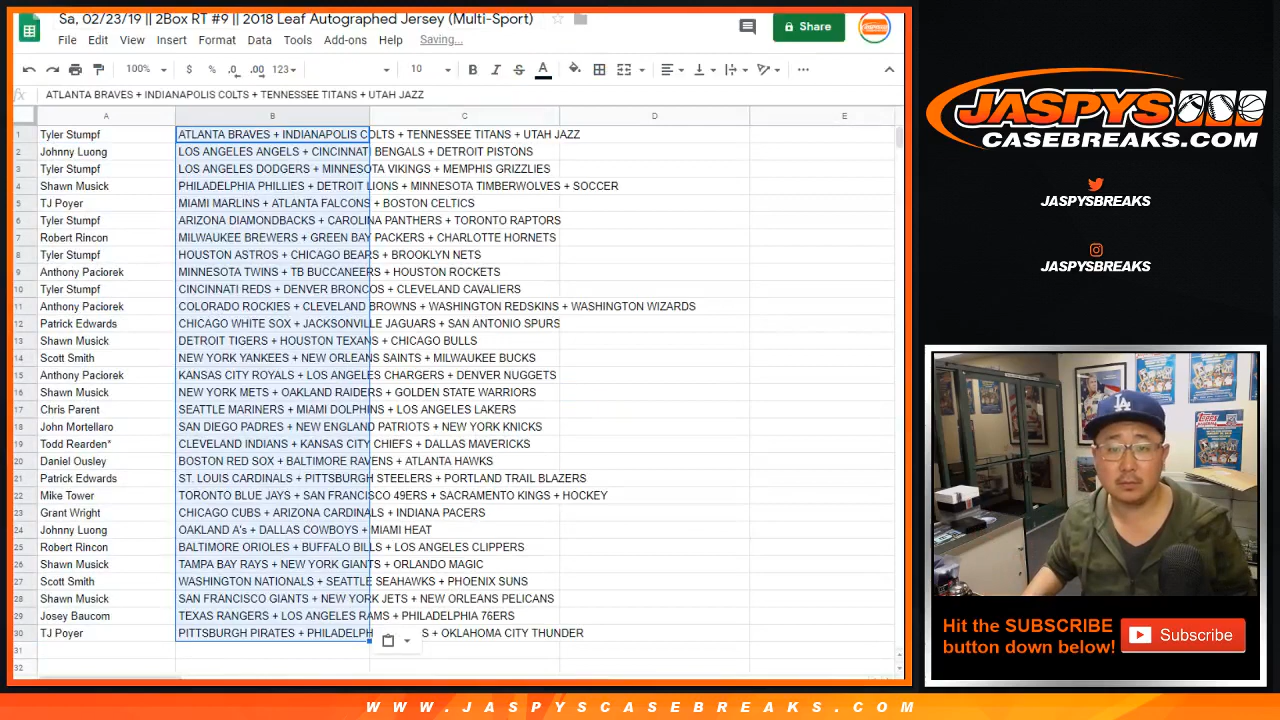 Sa, 02/23/19 || 2Box RT #9 || 2018 Leaf Autographed Jersey (Multi-Sport)
File Edit View Insert Format Data Tools Add-ons Help Saving...
Share
100% $ % .0 .00 123 10 B I S A
fx ATLANTA BRAVES + INDIANAPOLIS COLTS + TENNESSEE TITANS + UTAH JAZZ
A B C D E
1 Tyler Stumpf ATLANTA BRAVES + INDIANAPOLIS COLTS + TENNESSEE TITANS + UTAH JAZZ
2 Johnny Luong LOS ANGELES ANGELS + CINCINNATI BENGALS + DETROIT PISTONS
3 Tyler Stumpf LOS ANGELES DODGERS + MINNESOTA VIKINGS + MEMPHIS GRIZZLIES
4 Shawn Musick PHILADELPHIA PHILLIES + DETROIT LIONS + MINNESOTA TIMBERWOLVES + SOCCER
5 TJ Poyer MIAMI MARLINS + ATLANTA FALCONS + BOSTON CELTICS
6 Tyler Stumpf ARIZONA DIAMONDBACKS + CAROLINA PANTHERS + TORONTO RAPTORS
7 Robert Rincon MILWAUKEE BREWERS + GREEN BAY PACKERS + CHARLOTTE HORNETS
8 Tyler Stumpf HOUSTON ASTROS + CHICAGO BEARS + BROOKLYN NETS
9 Anthony Paciorek MINNESOTA TWINS + TB BUCCANEERS + HOUSTON ROCKETS
10 Tyler Stumpf CINCINNATI REDS + DENVER BRONCOS + CLEVELAND CAVALIERS
11 Anthony Paciorek COLORADO ROCKIES + CLEVELAND BROWNS + WASHINGTON REDSKINS + WASHINGTON WIZARDS
12 Patrick Edwards CHICAGO WHITE SOX + JACKSONVILLE JAGUARS + SAN ANTONIO SPURS
13 Shawn Musick DETROIT TIGERS + HOUSTON TEXANS + CHICAGO BULLS
14 Scott Smith NEW YORK YANKEES + NEW ORLEANS SAINTS + MILWAUKEE BUCKS
15 Anthony Paciorek KANSAS CITY ROYALS + LOS ANGELES CHARGERS + DENVER NUGGETS
16 Shawn Musick NEW YORK METS + OAKLAND RAIDERS + GOLDEN STATE WARRIORS
17 Chris Parent SEATTLE MARINERS + MIAMI DOLPHINS + LOS ANGELES LAKERS
18 John Mortellaro SAN DIEGO PADRES + NEW ENGLAND PATRIOTS + NEW YORK KNICKS
19 Todd Rearden* CLEVELAND INDIANS + KANSAS CITY CHIEFS + DALLAS MAVERICKS
20 Daniel Ousley BOSTON RED SOX + BALTIMORE RAVENS + ATLANTA HAWKS
21 Patrick Edwards ST. LOUIS CARDINALS + PITTSBURGH STEELERS + PORTLAND TRAIL BLAZERS
22 Mike Tower TORONTO BLUE JAYS + SAN FRANCISCO 49ERS + SACRAMENTO KINGS + HOCKEY
23 Grant Wright CHICAGO CUBS + ARIZONA CARDINALS + INDIANA PACERS
24 Johnny Luong OAKLAND A's + DALLAS COWBOYS + MIAMI HEAT
25 Robert Rincon BALTIMORE ORIOLES + BUFFALO BILLS + LOS ANGELES CLIPPERS
26 Shawn Musick TAMPA BAY RAYS + NEW YORK GIANTS + ORLANDO MAGIC
27 Scott Smith WASHINGTON NATIONALS + SEATTLE SEAHAWKS + PHOENIX SUNS
28 Shawn Musick SAN FRANCISCO GIANTS + NEW YORK JETS + NEW ORLEANS PELICANS
29 Josey Baucom TEXAS RANGERS + LOS ANGELES RAMS + PHILADELPHIA 76ERS
30 TJ Poyer PITTSBURGH PIRATES + PHILADELPH S + OKLAHOMA CITY THUNDER
31
32
JASPYS
CASEBREAKS.COM
JASPYSBREAKS
JASPYSBREAKS
LA
Hit the SUBSCRIBE
button down below!
Subscribe
WWW.JASPYSCASEBREAKS.COM